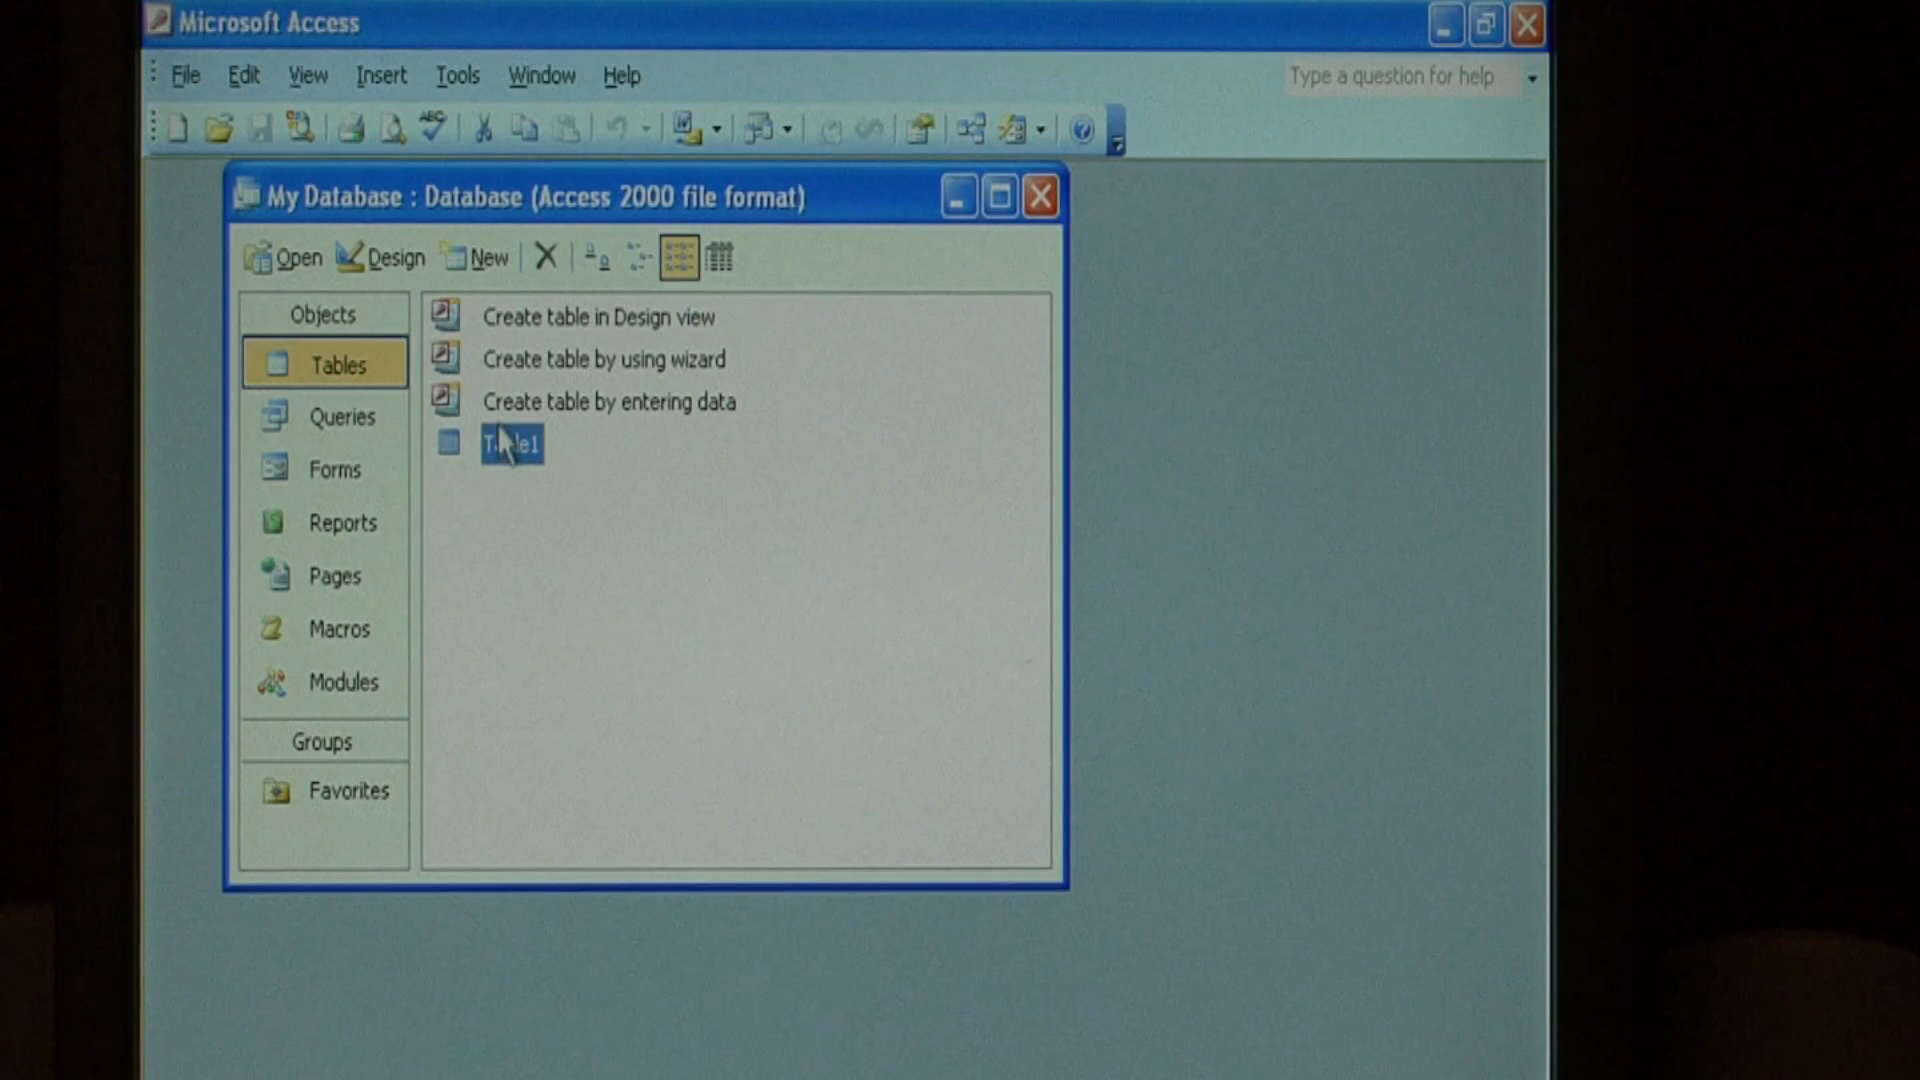 Microsoft Access
File Edit View Insert Tools Window Help
Type a question for help
ABC
My Database : Database (Access 2000 file format)
Open Design New
Objects
Tables
Queries
Forms
Reports
Pages
Macros
Modules
Groups
Favorites
Create table in Design view
Create table by using wizard
Create table by entering data
Table1